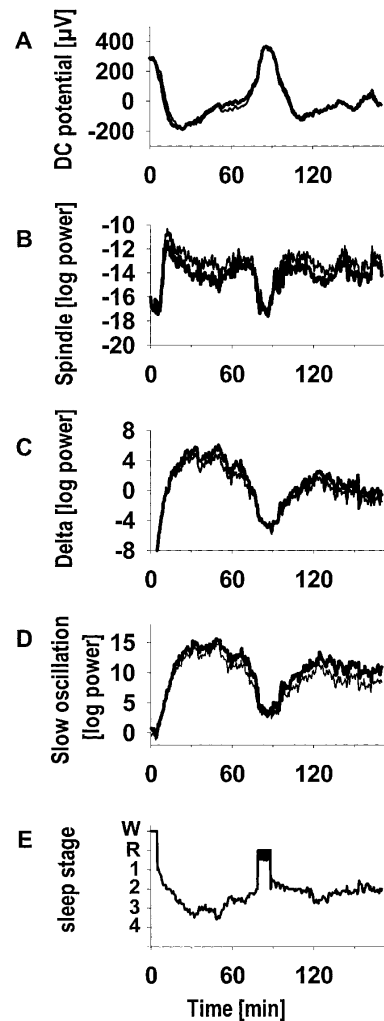 A
DC potential [µV]
400
200
0
-200
0
120
B
Spindle [log power]
-10
-12
-14
-16
-18
-20
0
60
120
C
Delta [log power]
8
4
0
-4
-8
0
60
120
D
Slow oscillation
[log power]
15
10
5
0
0
60
120
E
sleep stage
W
R
1
2
3
4
0
60
120
Time [min]